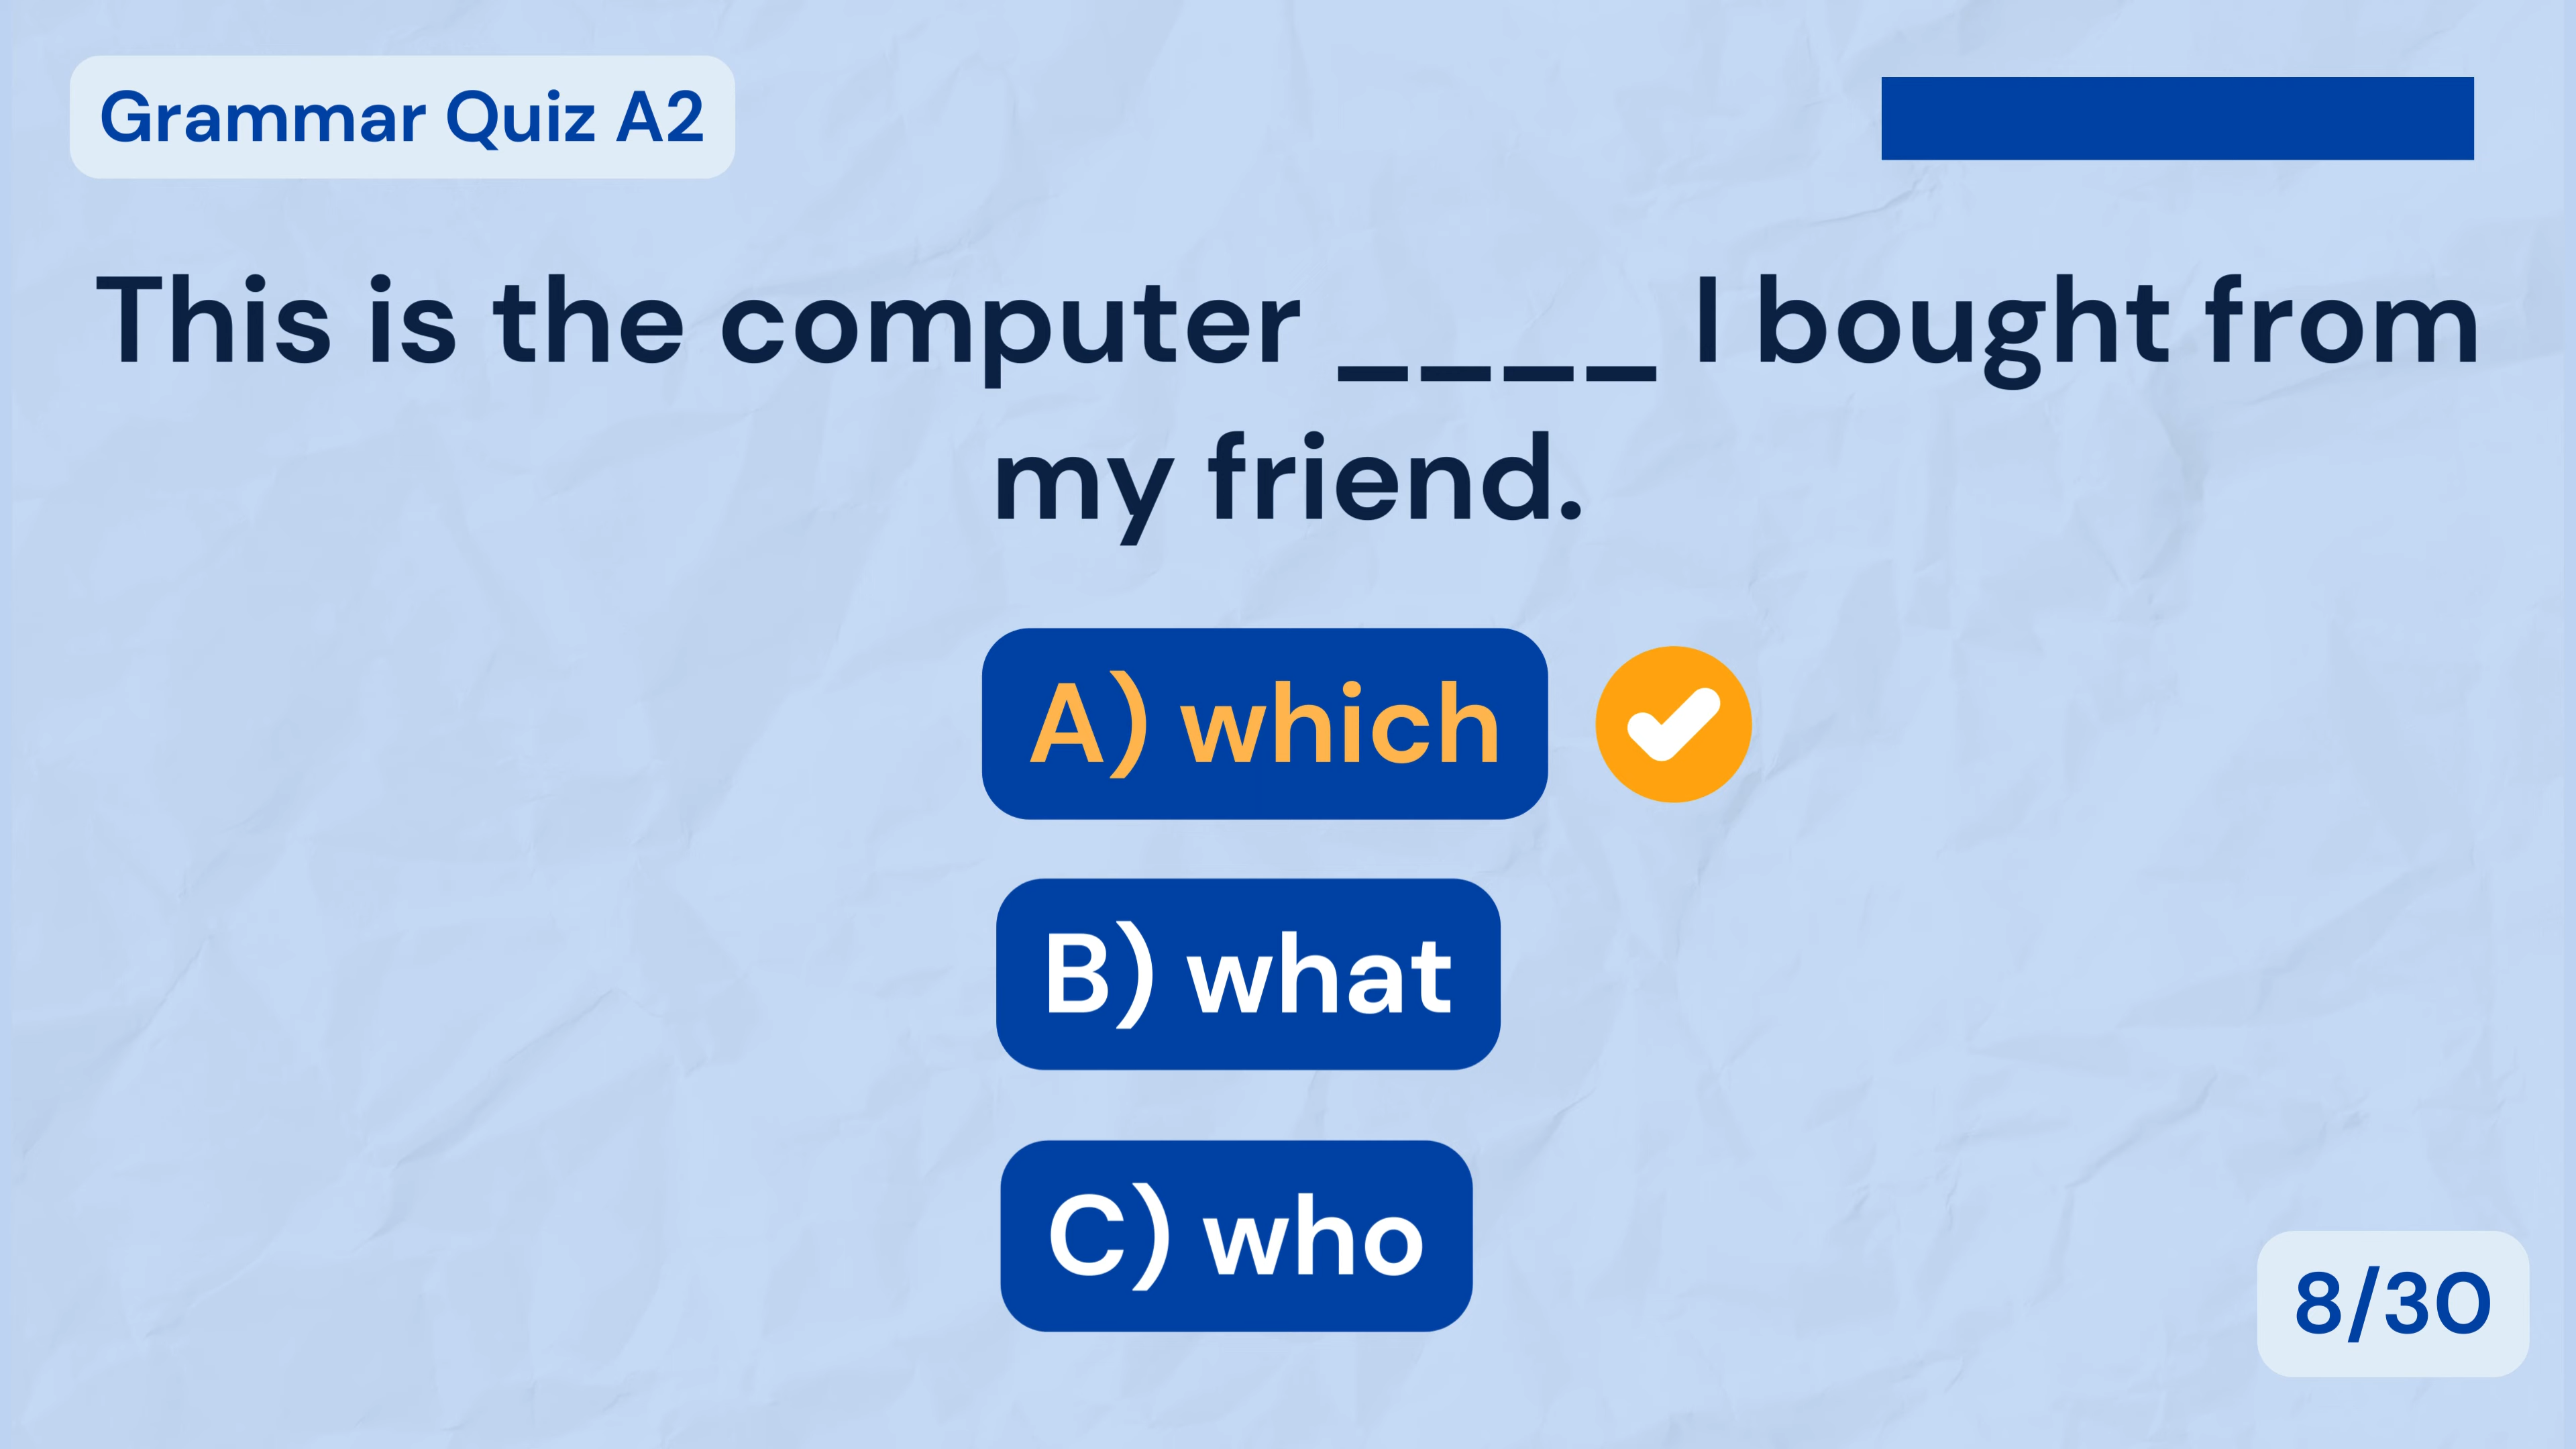 Grammar Quiz A2
This is the computer ____ I bought from
my friend.
A) which
B) what
C) who
8/30